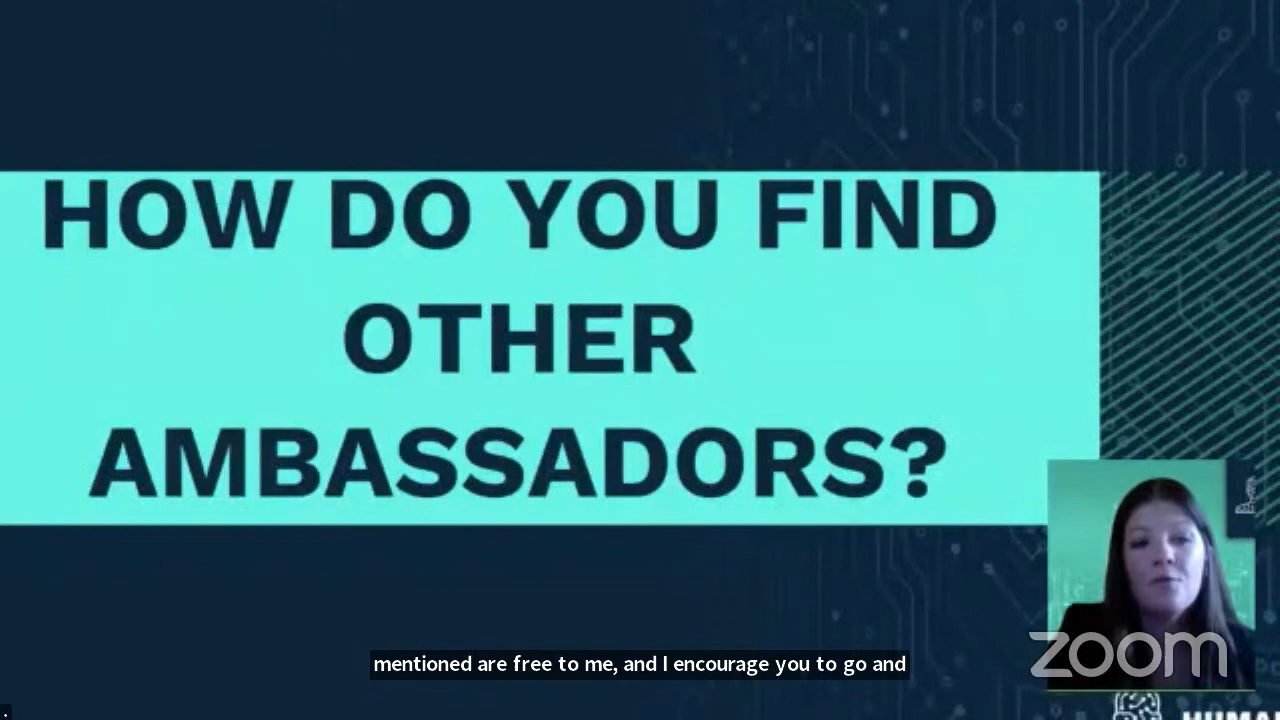 HOW DO YOU FIND
OTHER
AMBASSADORS?
mentioned are free to me, and I encourage you to go and
zoom
.